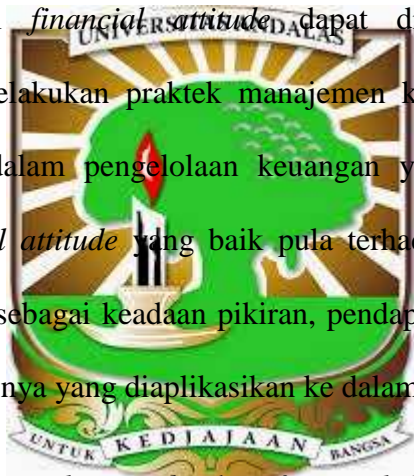 financial attitude dapat d
UNIVERSITAS ANDALAS
elakukan praktek manajemen k
dalam pengelolaan keuangan y
l attitude yang baik pula terhad
sebagai keadaan pikiran, pendap
nya yang diaplikasikan ke dalam
UNTUK KEDJAJAAN BANGSA